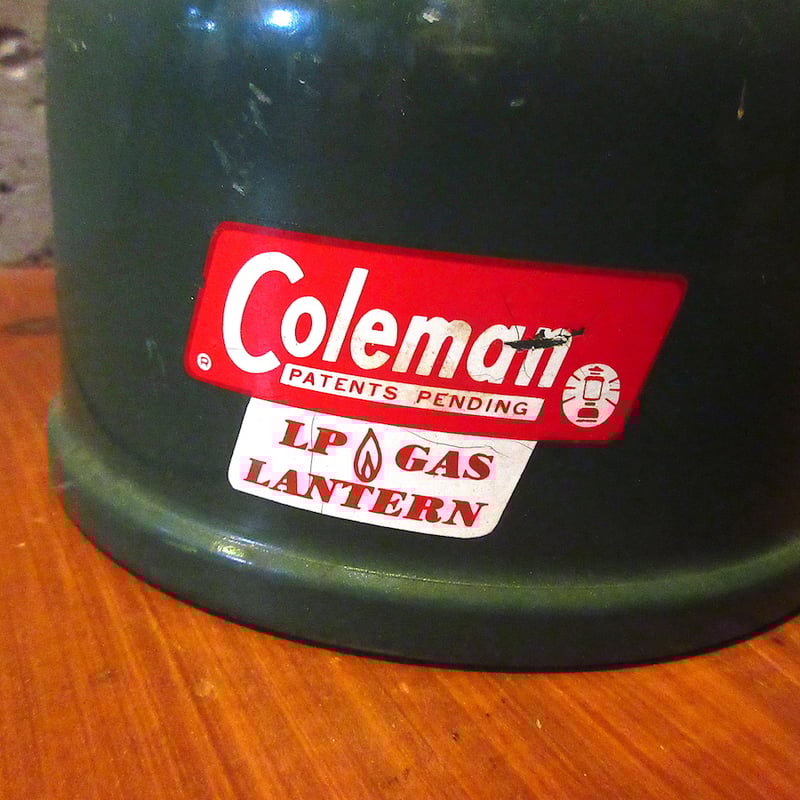 Coleman
®
PATENTS PENDING
LP GAS
LANTERN